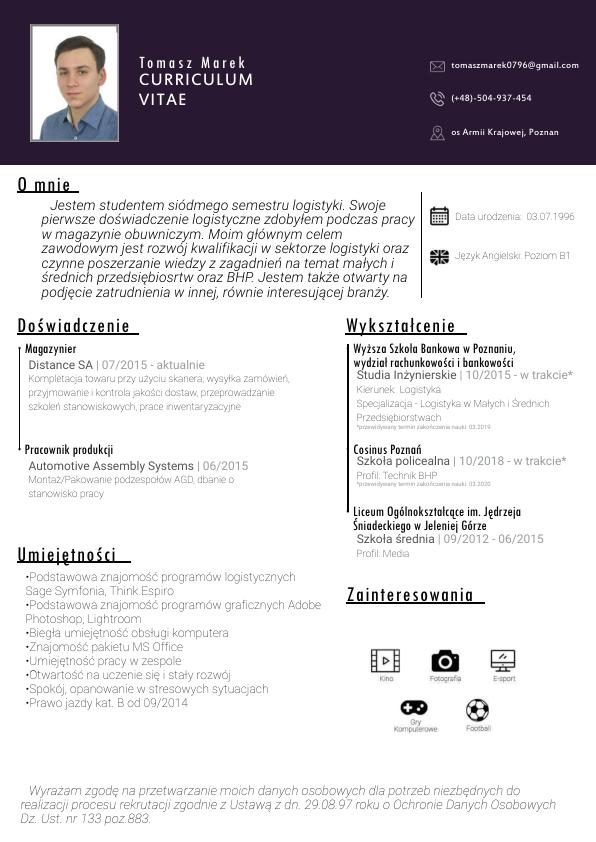 Tomasz Marek
CURRICULUM
VITAE
tomaszmarek0796@gmail.com
(+48)-504-937-454
os Armii Krajowej, Poznan
O mnie
Jestem studentem siódmego semestru logistyki. Swoje
pierwsze doświadczenie logistyczne zdobyłem podczas pracy
w magazynie obuwniczym. Moim głównym celem
zawodowym jest rozwój kwalifikacji w sektorze logistyki oraz
czynne poszerzanie wiedzy z zagadnień na temat małych i
średnich przedsiębiosrtw oraz BHP. Jestem także otwarty na
podjęcie zatrudnienia w innej, równie interesującej branży.
Data urodzenia: 03.07.1996
Język Angielski: Poziom B1
Doświadczenie
Magazynier
Distance SA | 07/2015 - aktualnie
Kompletacja towaru przy użyciu skanera, wysyłka zamówień,
przyjmowanie i kontrola jakości dostaw, przeprowadzanie
szkoleń stanowiskowych, prace inwentaryzacyjne
Pracownik produkcji
Automotive Assembly Systems | 06/2015
Montaż/Pakowanie podzespołów AGD, dbanie o
stanowisko pracy
Umiejętności
•Podstawowa znajomość programów logistycznych
Sage Symfonia, Think Espiro
•Podstawowa znajomość programów graficznych Adobe
Photoshop, Lightroom
•Biegła umiejętność obsługi komputera
•Znajomość pakietu MS Office
•Umiejętność pracy w zespole
•Otwartość na uczenie się i stały rozwój
•Spokój, opanowanie w stresowych sytuacjach
•Prawo jazdy kat. B od 09/2014
Wykształcenie
Wyższa Szkoła Bankowa w Poznaniu,
wydział rachunkowości i bankowości
Studia Inżynierskie | 10/2015 - w trakcie*
Kierunek: Logistyka
Specjalizacja - Logistyka w Małych i Średnich
Przedsiębiorstwach
*przewidywany termin zakończenia nauki: 03.2019
Cosinus Poznań
Szkoła policealna | 10/2018 - w trakcie*
Profil: Technik BHP
*przewidywany termin zakończenia nauki: 03.2020
Liceum Ogólnokształcące im. Jędrzeja
Śniadeckiego w Jeleniej Górze
Szkoła średnia | 09/2012 - 06/2015
Profil: Media
Zainteresowania
Kino
Fotografia
E-sport
Gry
Komputerowe
Football
Wyrażam zgodę na przetwarzanie moich danych osobowych dla potrzeb niezbędnych do
realizacji procesu rekrutacji zgodnie z Ustawą z dn. 29.08.97 roku o Ochronie Danych Osobowych
Dz. Ust. nr 133 poz.883.